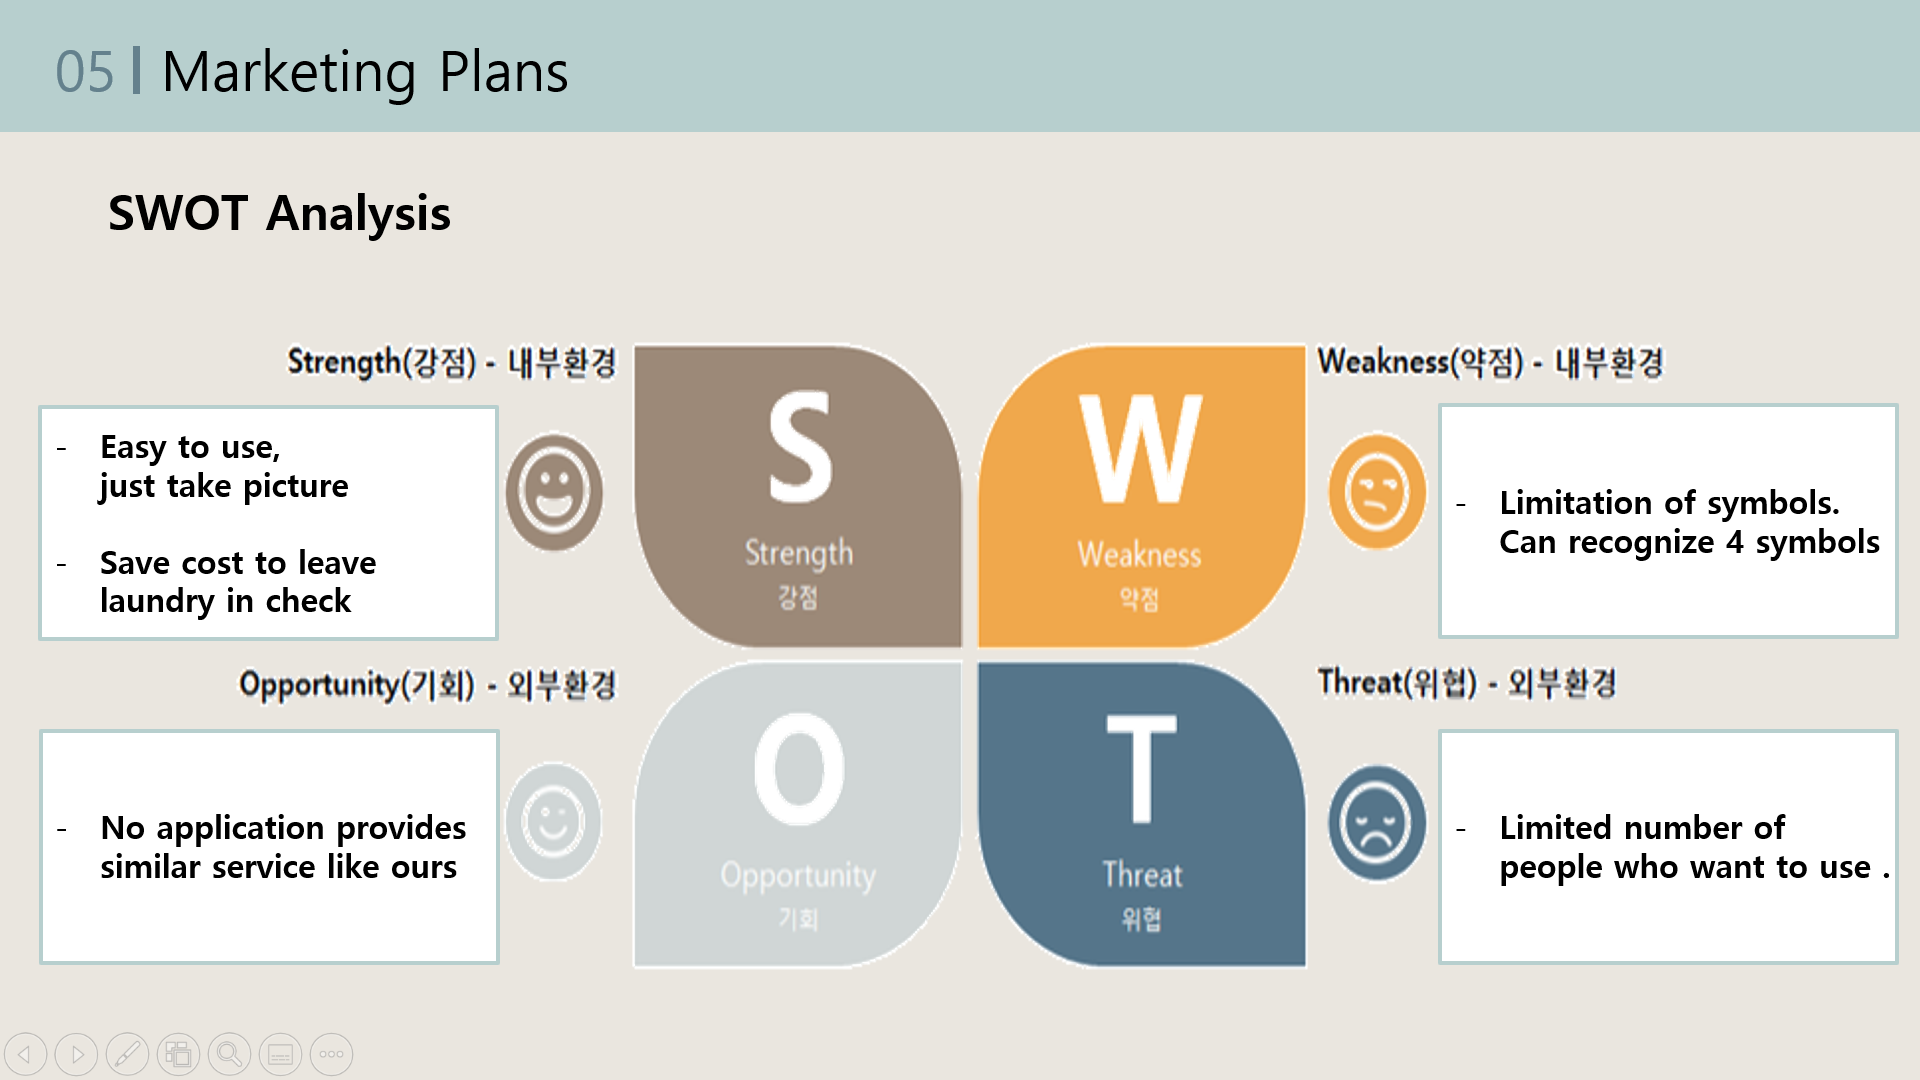 05 | Marketing Plans
SWOT Analysis
Strength(강점) - 내부환경
- Easy to use,
just take picture
- Save cost to leave
laundry in check
S
Strength
강점
W
Weakness
약점
Weakness(약점) - 내부환경
- Limitation of symbols.
Can recognize 4 symbols
Opportunity(기회) - 외부환경
- No application provides
similar service like ours
O
Opportunity
기회
T
Threat
위협
Threat(위협) - 외부환경
- Limited number of
people who want to use .